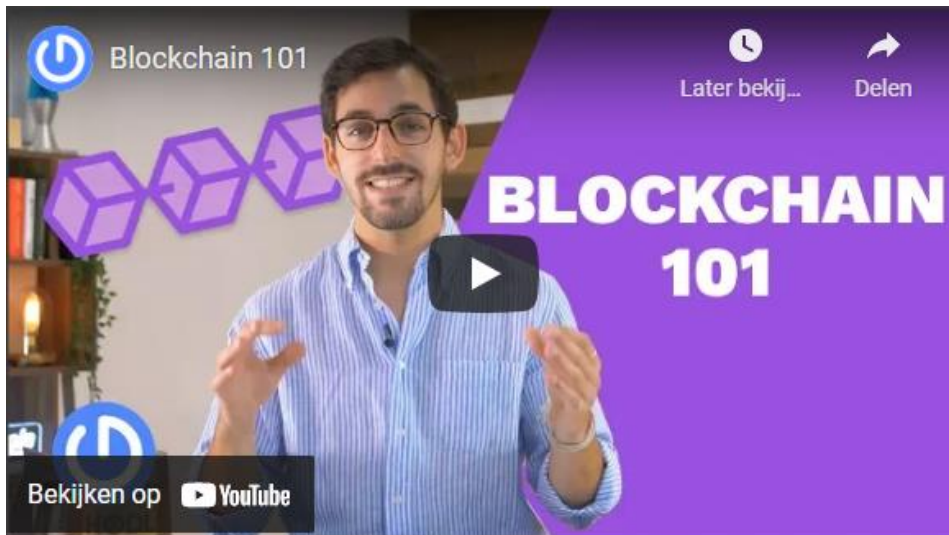 Blockchain 101
Later bekij...
Delen
BLOCKCHAIN
101
Bekijken op YouTube